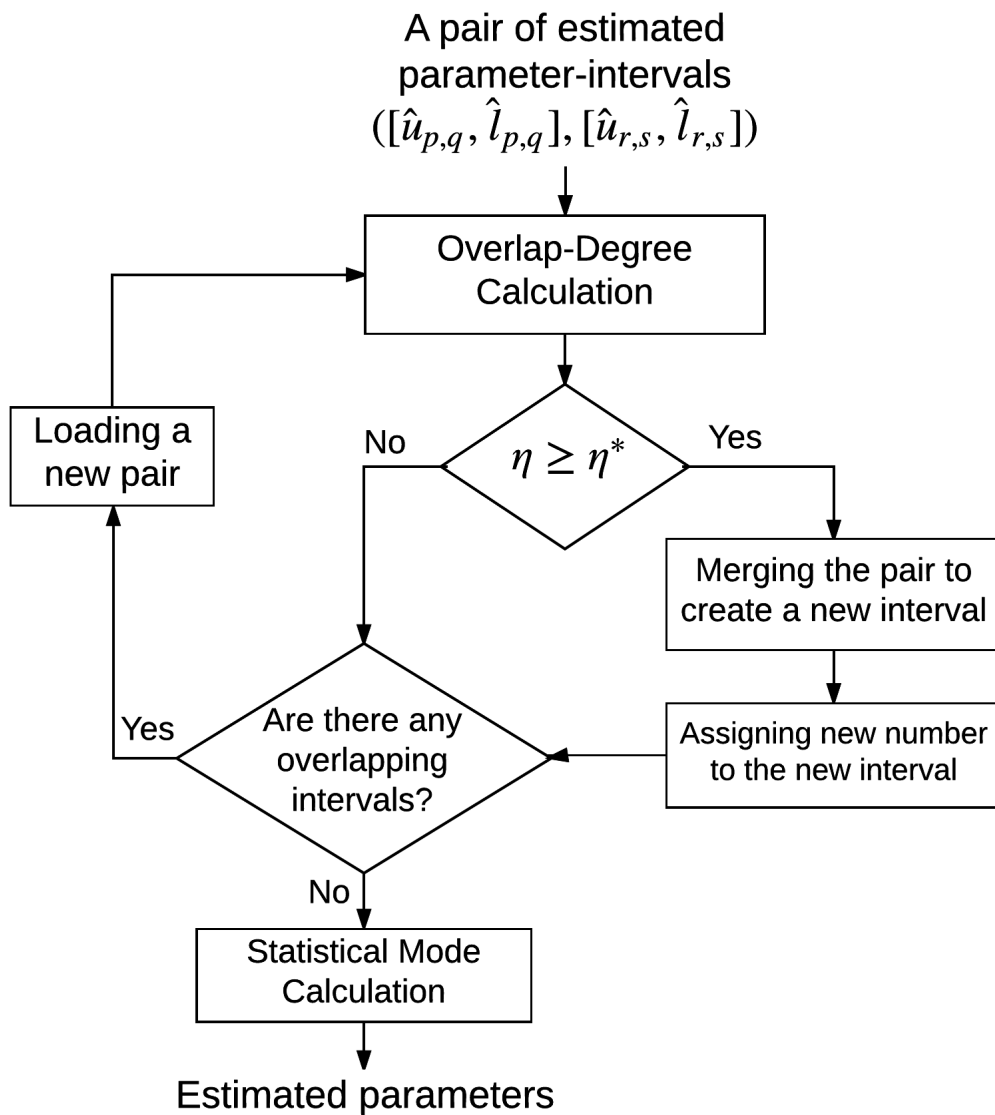 A pair of estimated
parameter-intervals
([û_{p,q}, l̂_{p,q}], [û_{r,s}, l̂_{r,s}])
Overlap-Degree
Calculation
Loading a
new pair
No
η ≥ η*
Yes
Merging the pair to
create a new interval
Yes
Are there any
overlapping
intervals?
Assigning new number
to the new interval
No
Statistical Mode
Calculation
Estimated parameters